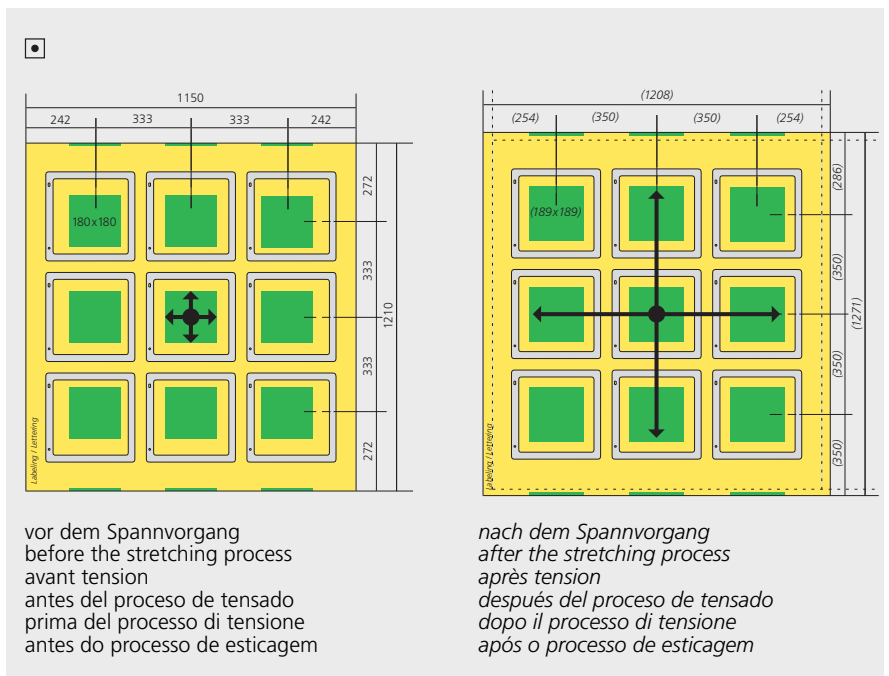 1150
242 333 333 242
180x180
272
333
333
272
1210
Labeling / Lettering
vor dem Spannvorgang
before the stretching process
avant tension
antes del proceso de tensado
prima del processo di tensione
antes do processo de esticagem
(1208)
(254) (350) (350) (254)
(189x189)
(286)
(350)
(350)
(350)
(1271)
Labeling / Lettering
nach dem Spannvorgang
after the stretching process
après tension
después del proceso de tensado
dopo il processo di tensione
após o processo de esticagem